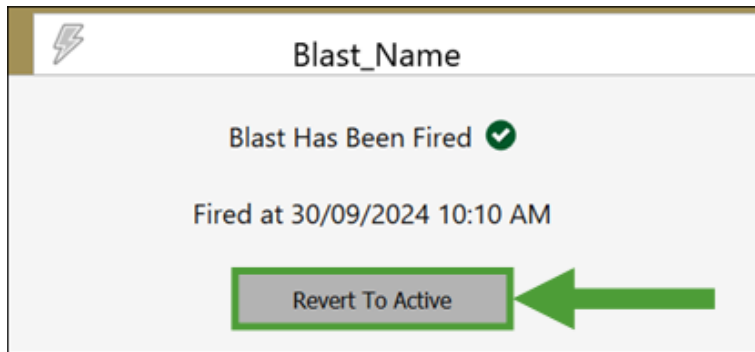 Blast_Name
Blast Has Been Fired
Fired at 30/09/2024 10:10 AM
Revert To Active